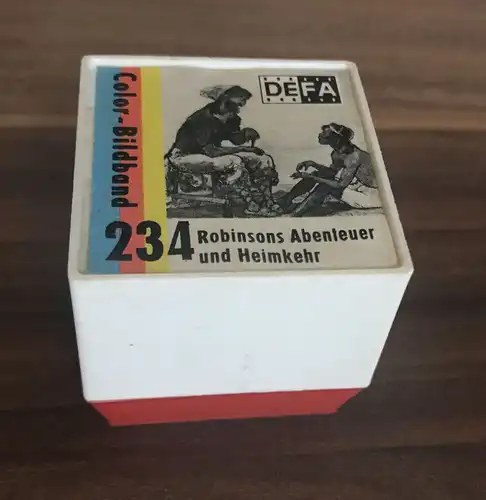 Color-Bildband
DEFA
234
Robinsons Abenteuer
und Heimkehr